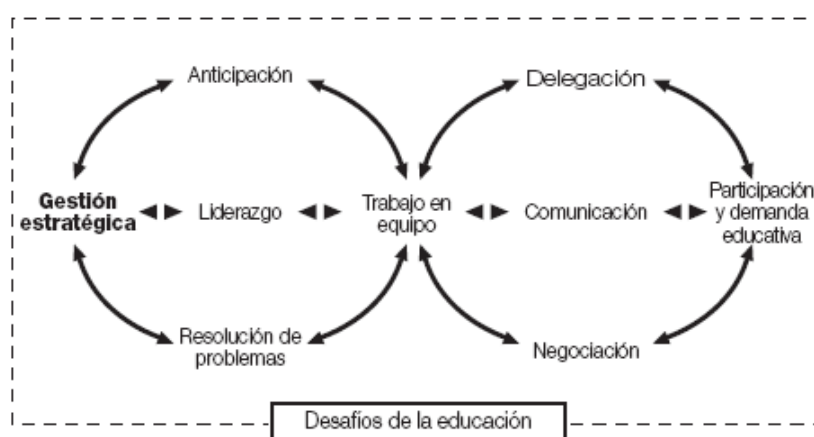 Anticipación
Delegación
Gestión
estratégica
Liderazgo
Trabajo en
equipo
Comunicación
Participación
y demanda
educativa
Resolución de
problemas
Negociación
Desafíos de la educación